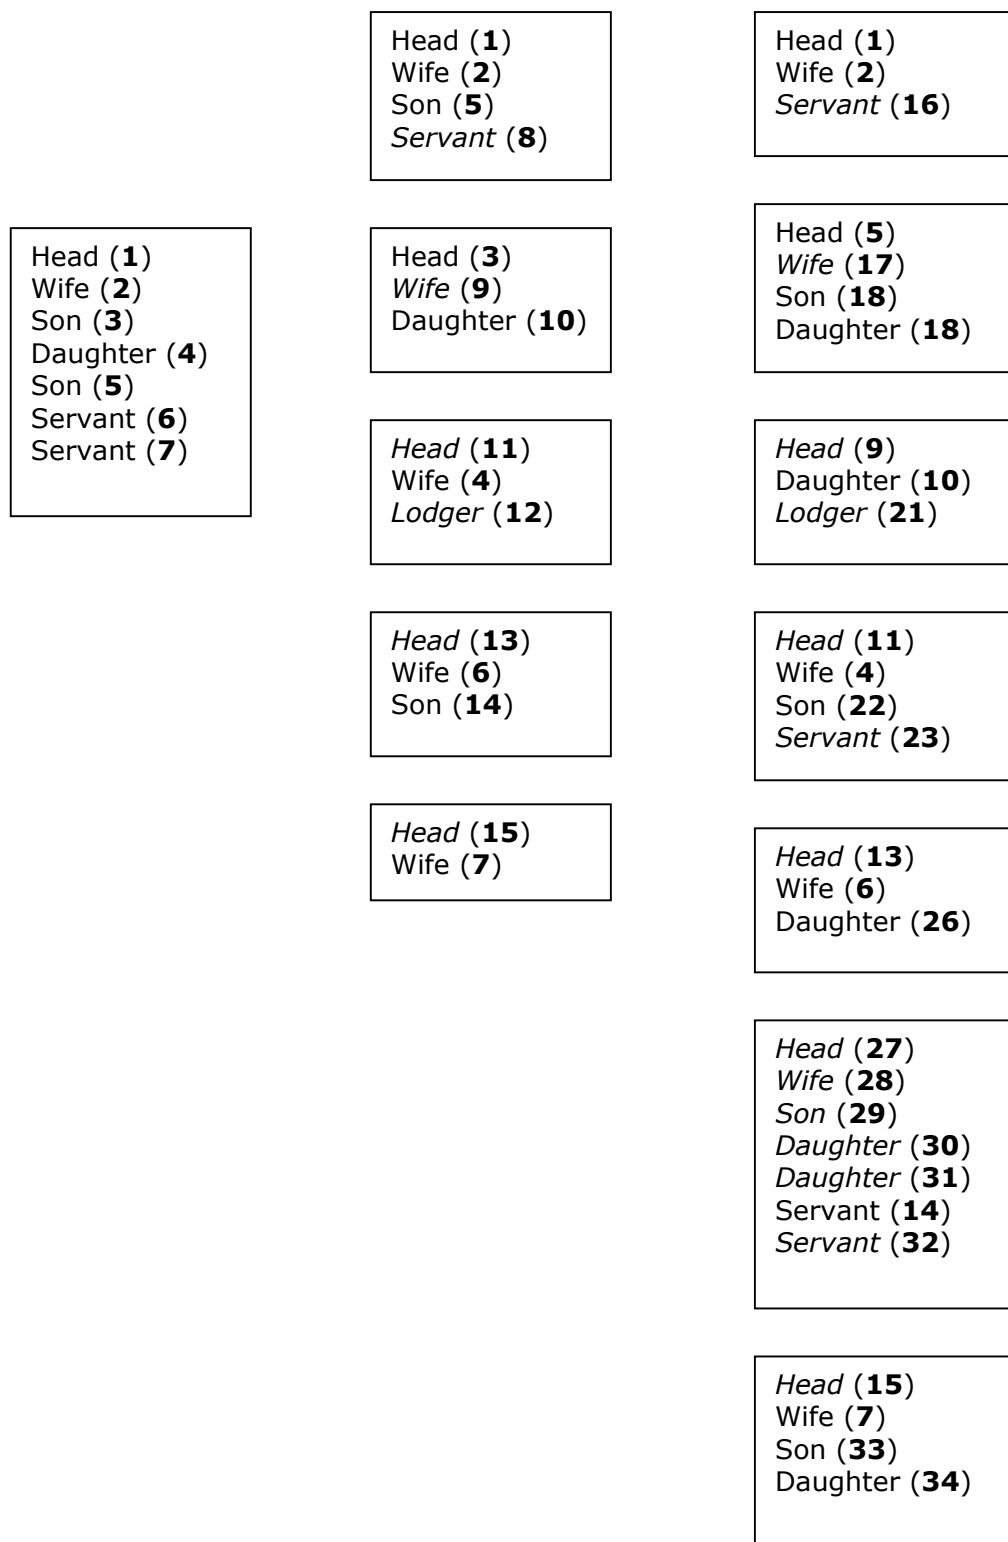 Head (1)
Wife (2)
Son (3)
Daughter (4)
Son (5)
Servant (6)
Servant (7)
Head (1)
Wife (2)
Son (5)
Servant (8)
Head (3)
Wife (9)
Daughter (10)
Head (11)
Wife (4)
Lodger (12)
Head (13)
Wife (6)
Son (14)
Head (15)
Wife (7)
Head (1)
Wife (2)
Servant (16)
Head (5)
Wife (17)
Son (18)
Daughter (18)
Head (9)
Daughter (10)
Lodger (21)
Head (11)
Wife (4)
Son (22)
Servant (23)
Head (13)
Wife (6)
Daughter (26)
Head (27)
Wife (28)
Son (29)
Daughter (30)
Daughter (31)
Servant (14)
Servant (32)
Head (15)
Wife (7)
Son (33)
Daughter (34)